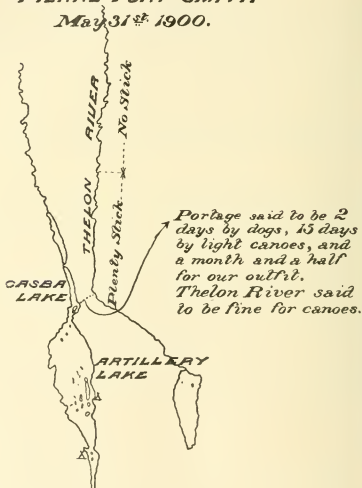 May 31st. 1900.
THELON RIVER
No Stick
Plenty Stick
Portage said to be 2
days by dogs, 15 days
by light canoes, and
a month and a half
for our outfit.
Thelon River said
to be fine for canoes.
CASBA
LAKE
ARTILLERY
LAKE